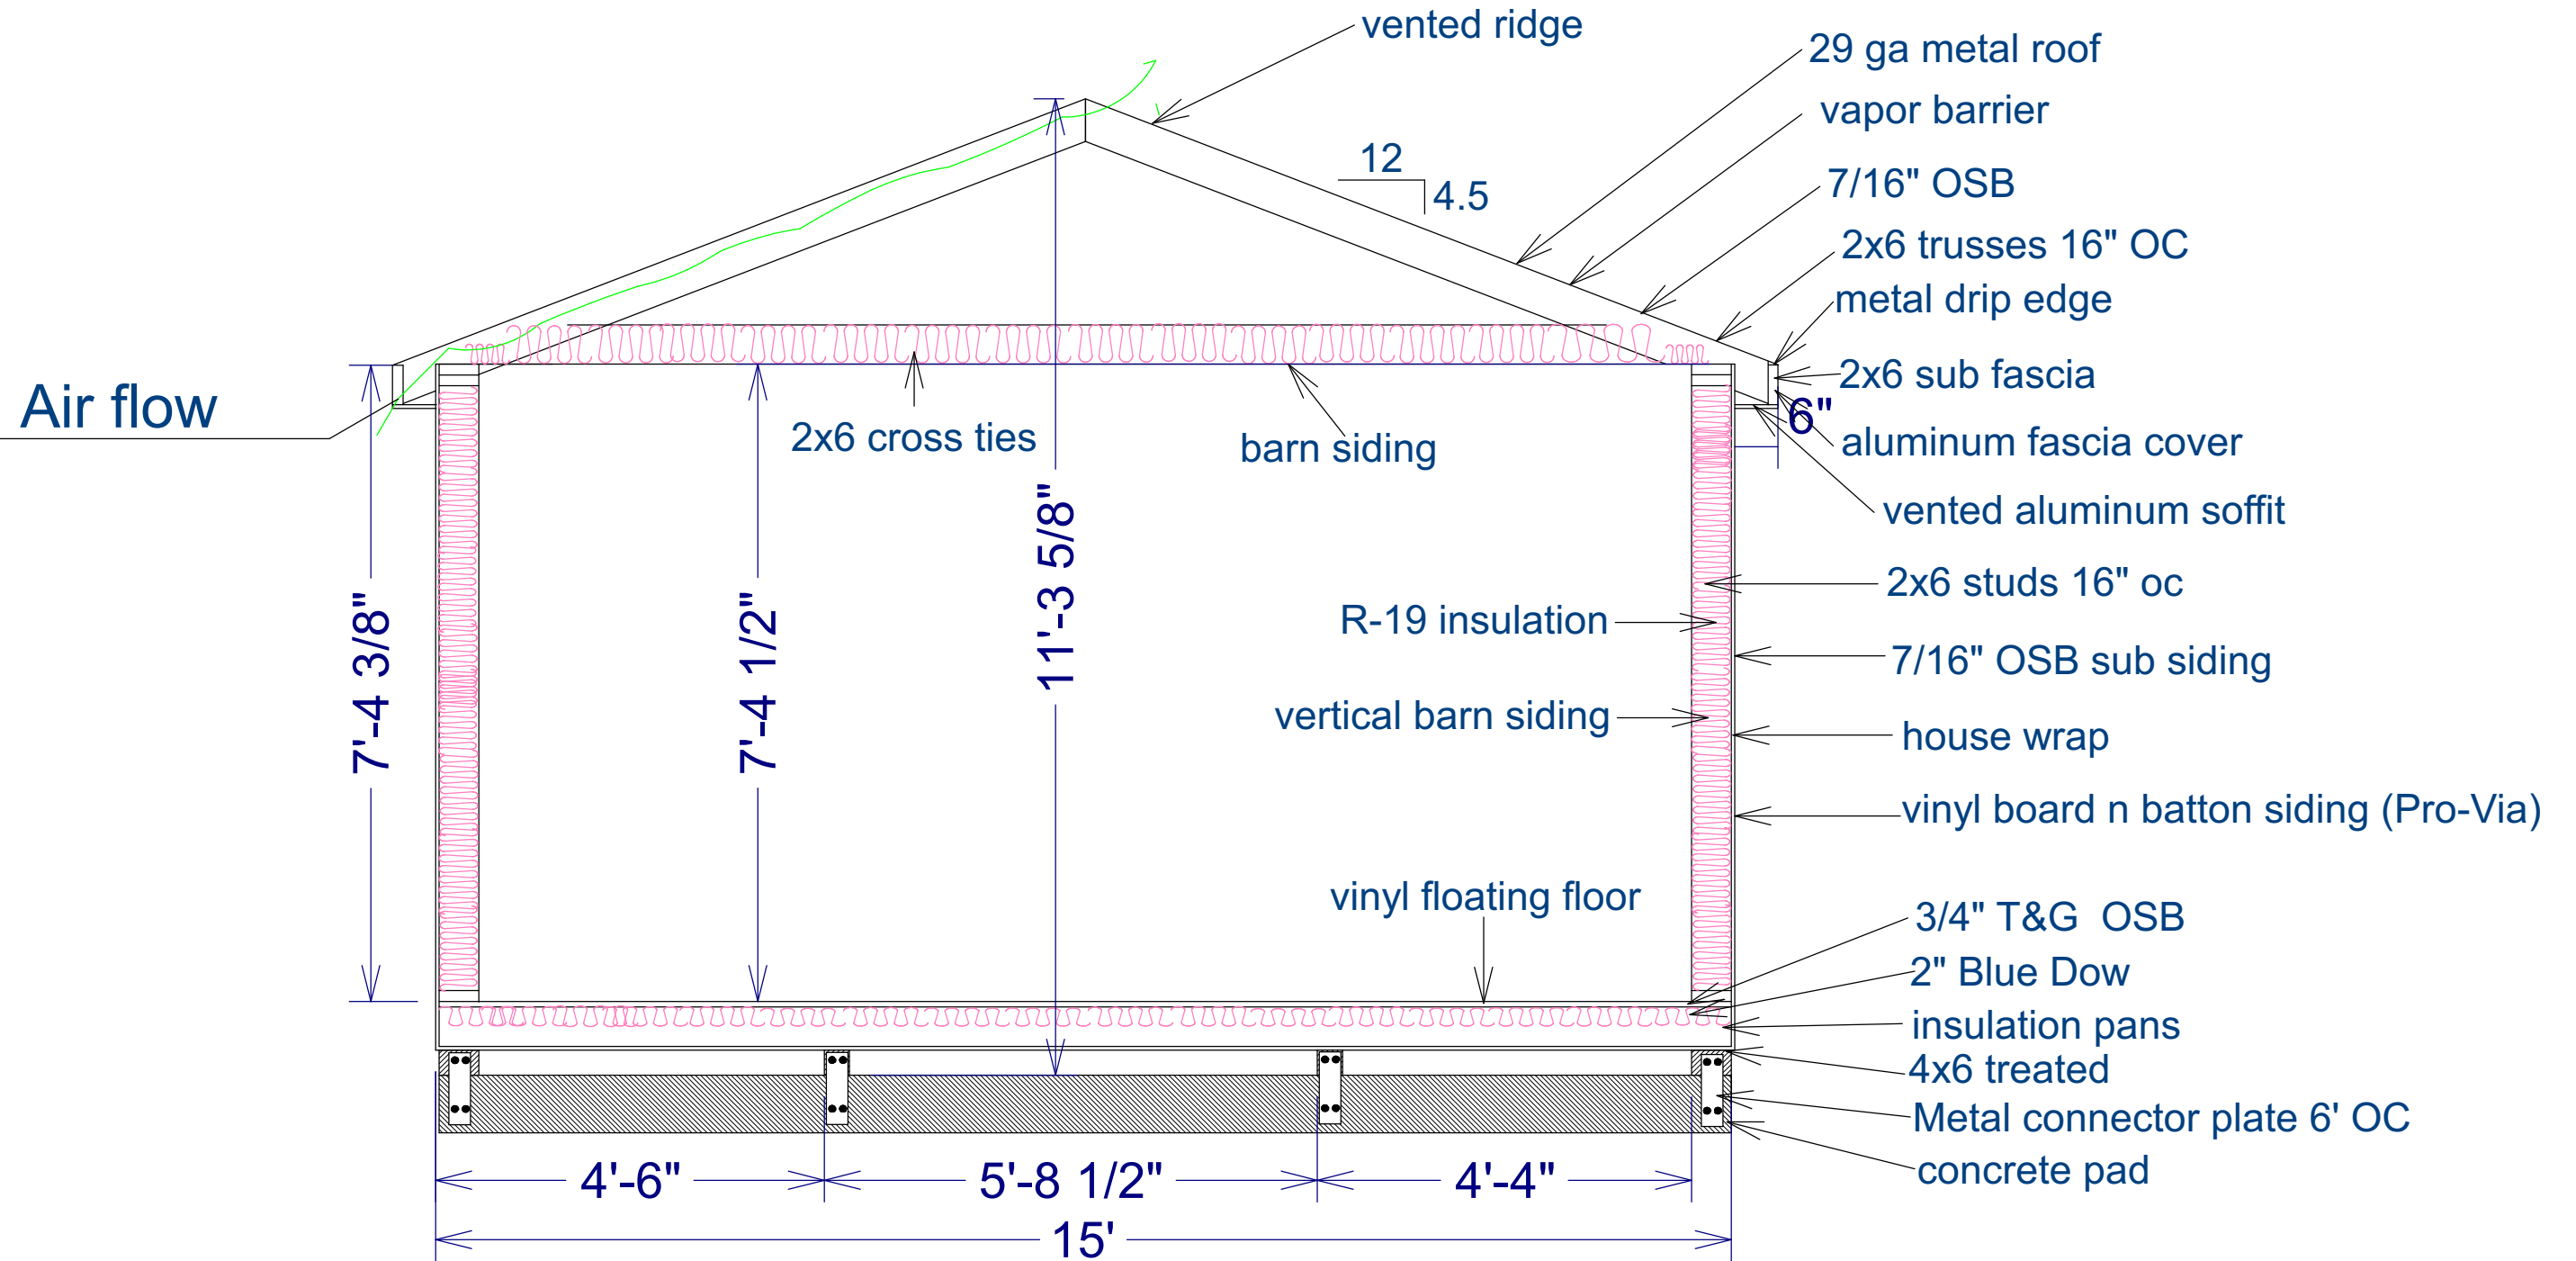 vented ridge
29 ga metal roof
vapor barrier
12
4.5
7/16" OSB
2x6 trusses 16" OC
metal drip edge
2x6 sub fascia
6"
aluminum fascia cover
vented aluminum soffit
Air flow
2x6 cross ties
barn siding
7'-4 3/8"
7'-4 1/2"
11'-3 5/8"
2x6 studs 16" oc
R-19 insulation
7/16" OSB sub siding
vertical barn siding
house wrap
vinyl board n batton siding (Pro-Via)
vinyl floating floor
3/4" T&G OSB
2" Blue Dow
insulation pans
4x6 treated
Metal connector plate 6' OC
concrete pad
4'-6"
5'-8 1/2"
4'-4"
15'